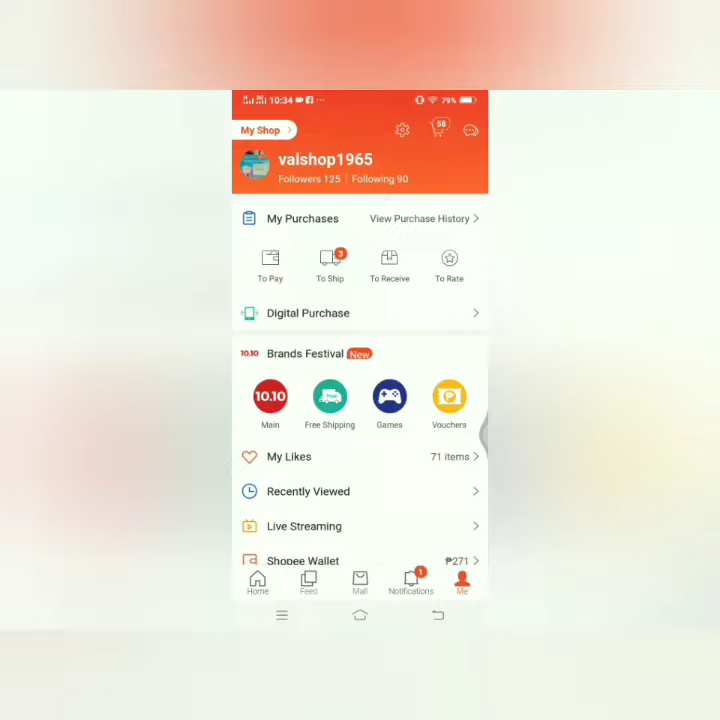 10:34 ··· 79%
My Shop
58
valshop1965
Followers 125 | Following 90
My Purchases View Purchase History
3
To Pay To Ship To Receive To Rate
Digital Purchase
10.10 Brands Festival New
10.10 Free
Main Free Shipping Games Vouchers
My Likes 71 items
Recently Viewed
Live Streaming
Shopee Wallet ₱271
1
Home Feed Mall Notifications Me